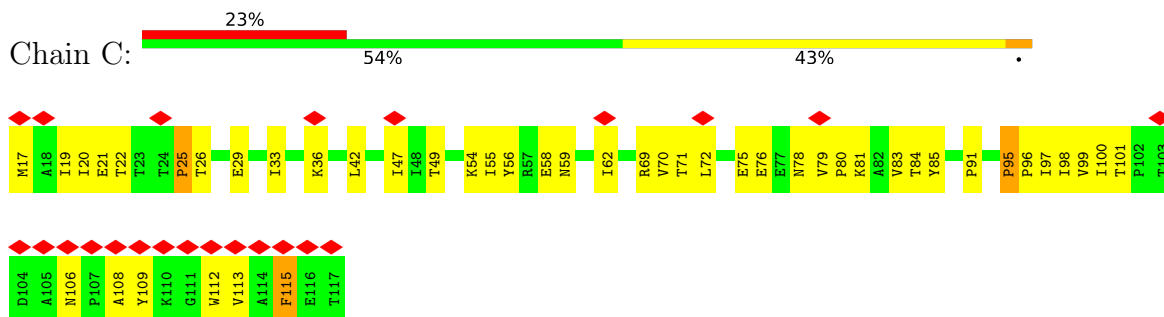 23%
Chain C:
54% 43% .
M17 A18 I19 I20 E21 T22 T23 T24 P25 T26 E29 I33 K36 L42 I47 I48 T49 K54 I55 Y56 R57 E58 N59 I62 R69 V70 T71 L72 E75 E76 E77 N78 V79 P80 K81 A82 V83 T84 Y85 P91 P95 P96 I97 I98 V99 I100 T101 P102 T103
D104 A105 N106 P107 A108 Y109 K110 G111 W112 V113 A114 F115 E116 T117